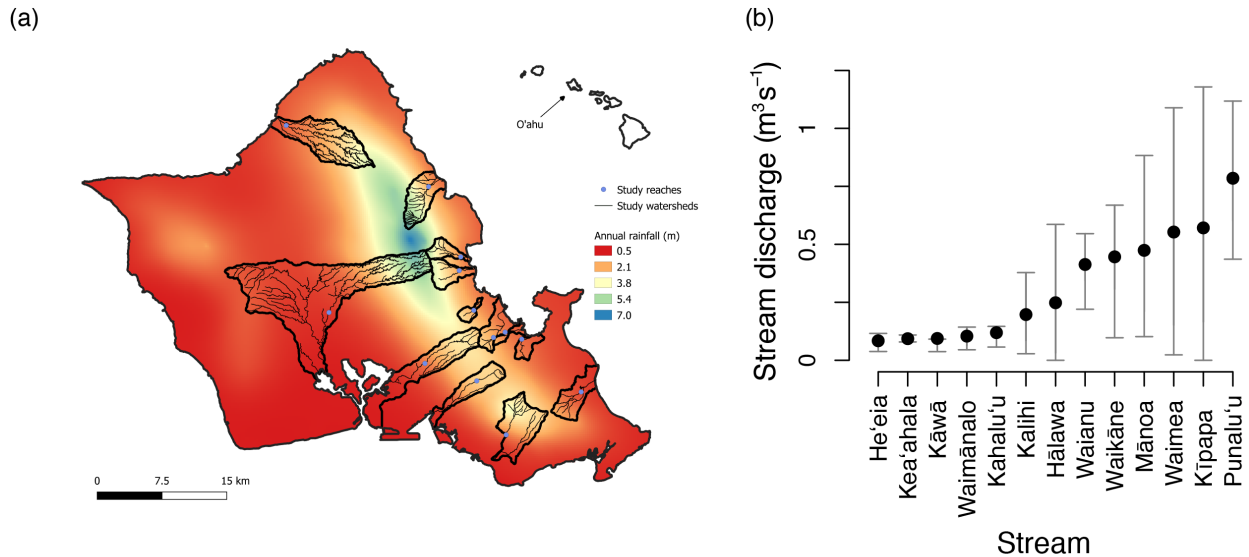 (a)
O'ahu
Study reaches
Study watersheds
Annual rainfall (m)
0.5
2.1
3.8
5.4
7.0
0 7.5 15 km
(b)
Stream discharge (m³s⁻¹)
1
0.5
0
Heʻeia
Keaʻahala
Kāwā
Waimānalo
Kahaluʻu
Kalihi
Hālawa
Waianu
Waikāne
Mānoa
Waimea
Kīpapa
Punaluʻu
Stream